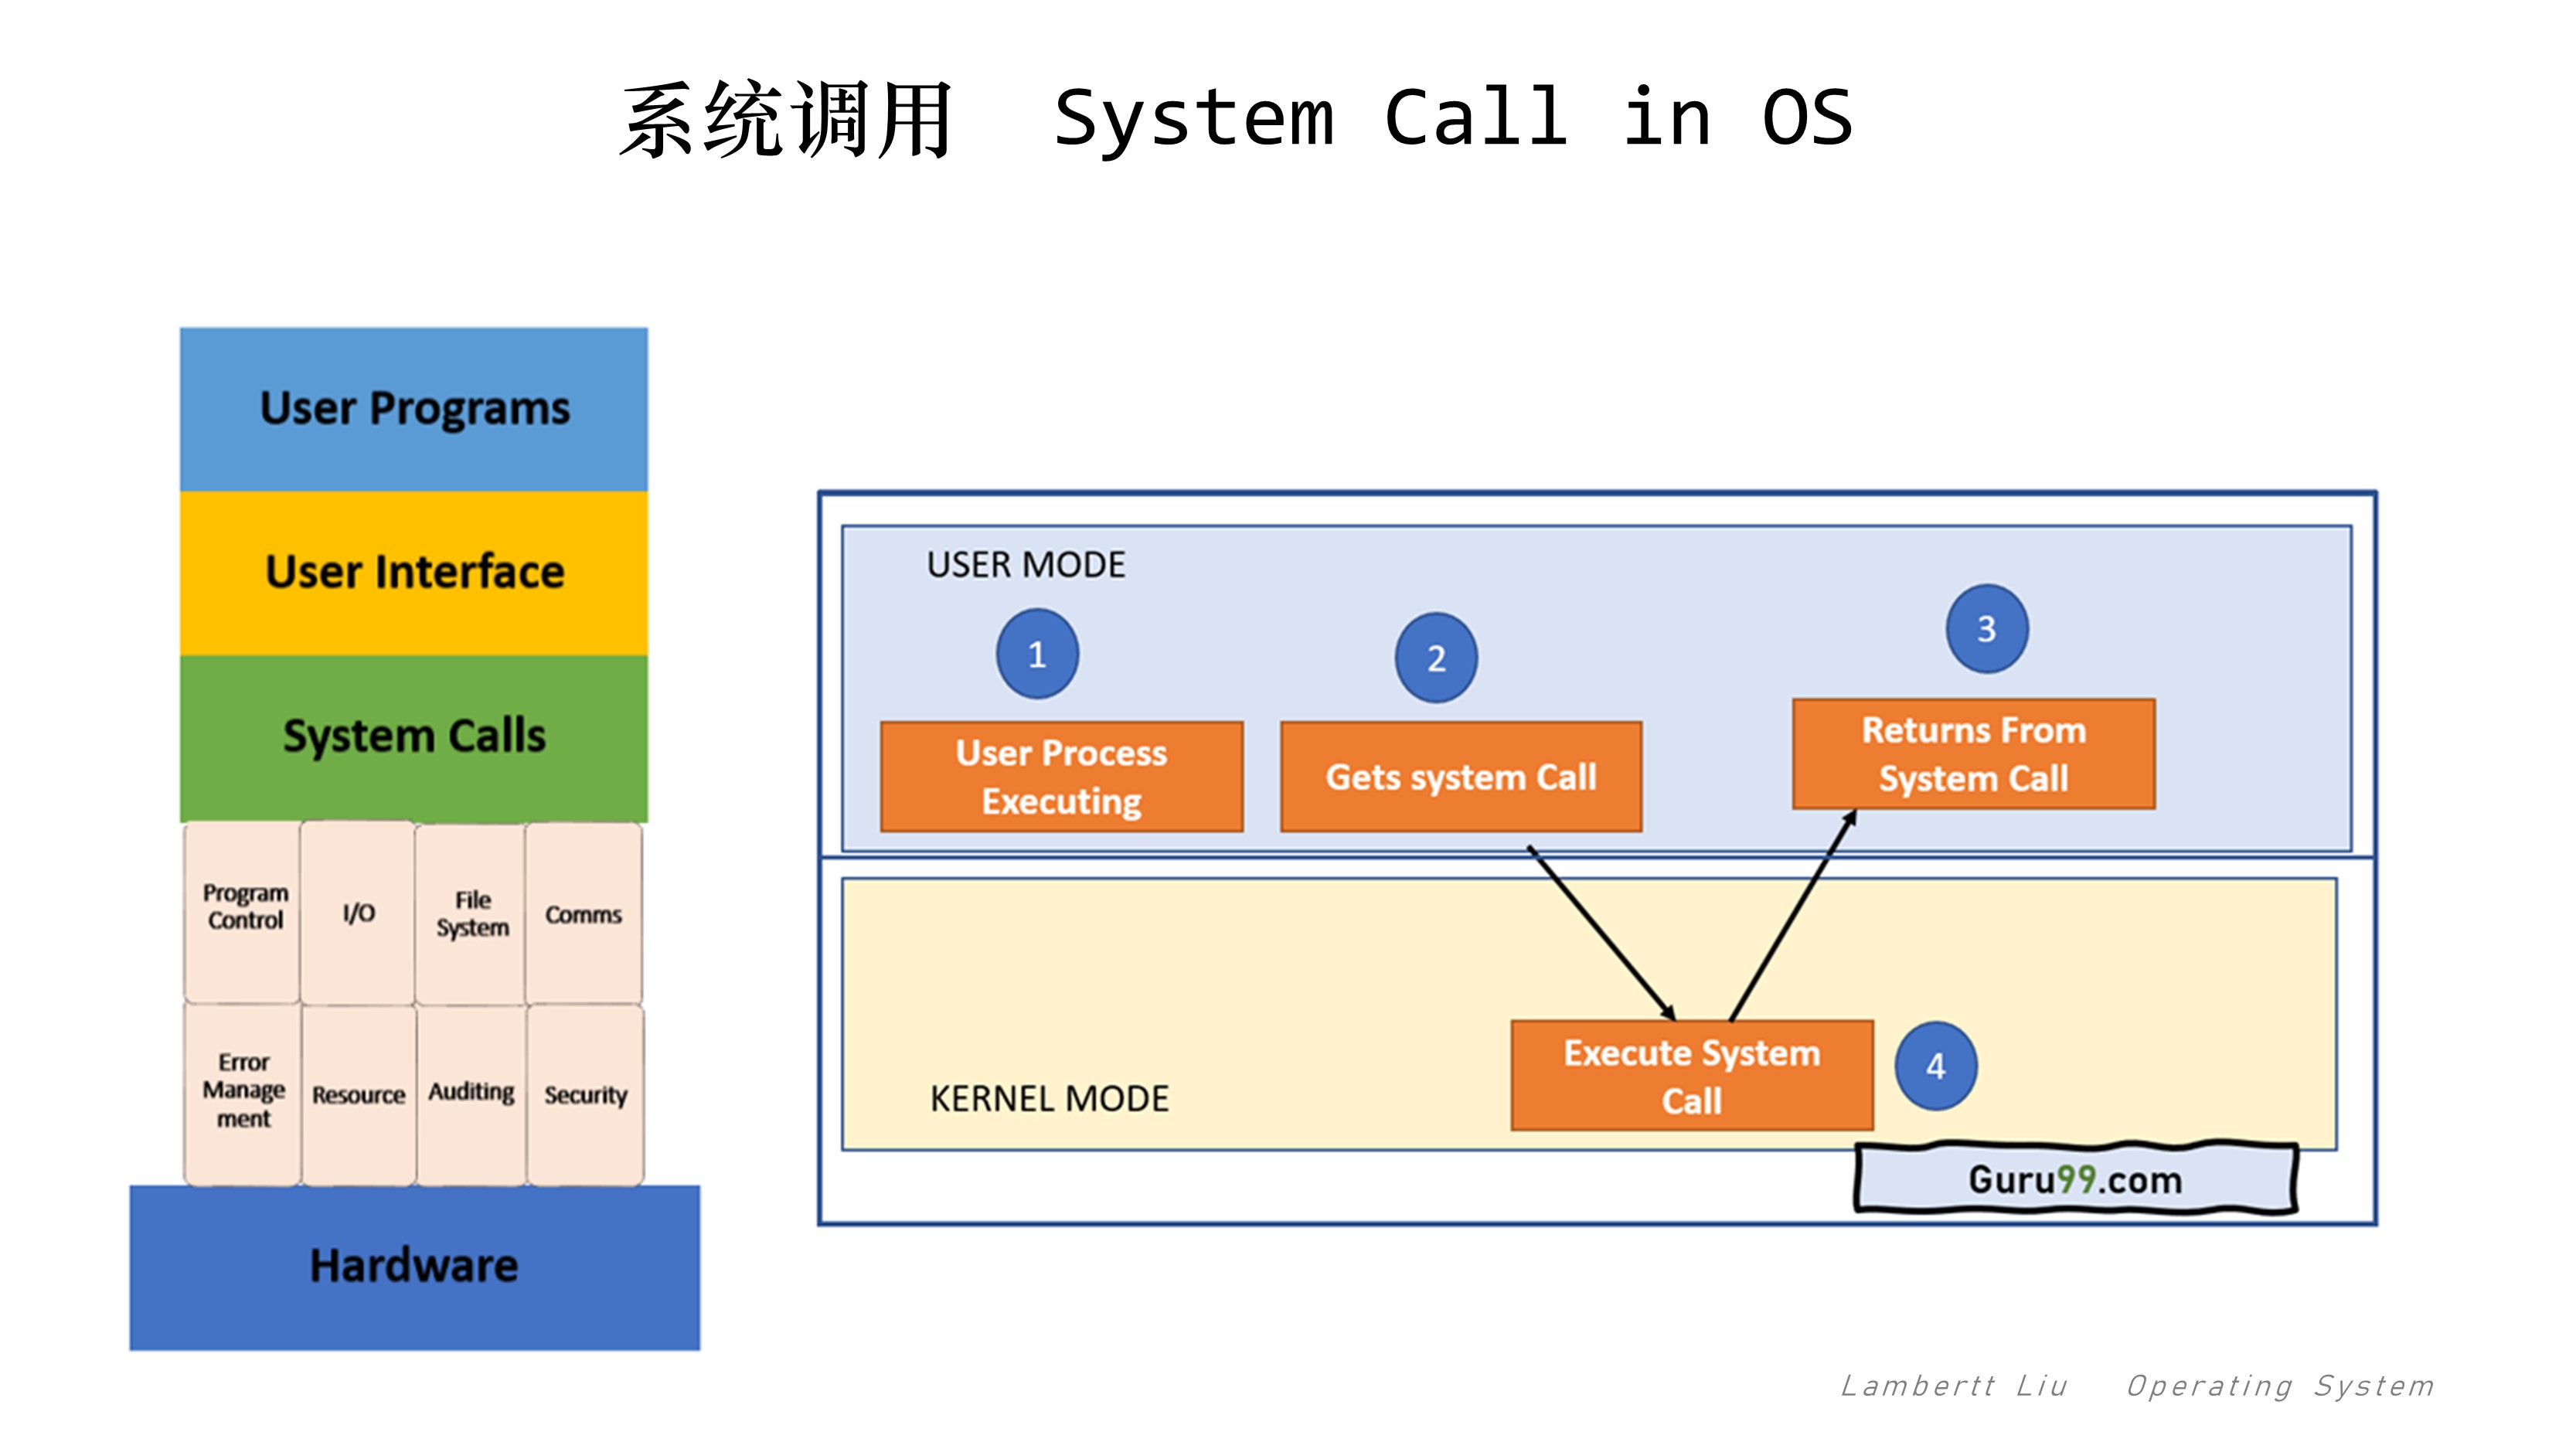 系统调用 System Call in OS
User Programs
User Interface
System Calls
Program
Control
I/O
File
System
Comms
Error
Manage
ment
Resource
Auditing
Security
Hardware
USER MODE
1
2
3
User Process
Executing
Gets system Call
Returns From
System Call
KERNEL MODE
Execute System
Call
4
Guru99.com
Lambertt Liu Operating System